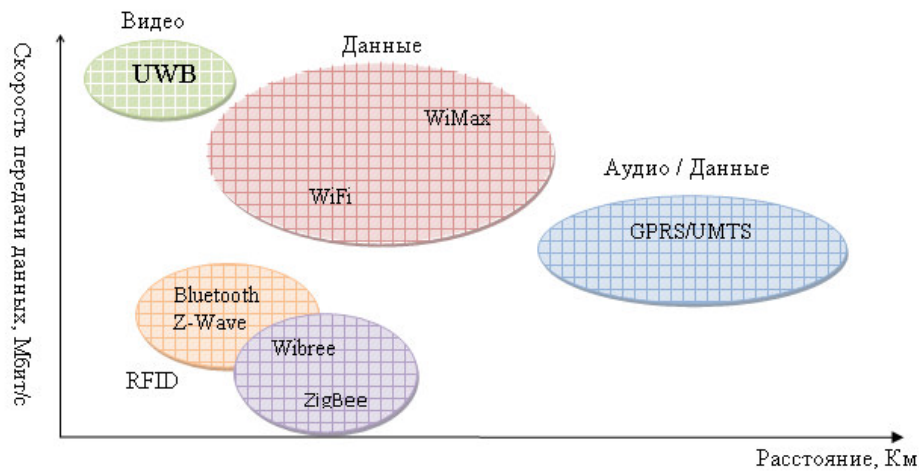 Видео
Данные
UWB
WiMax
WiFi
Аудио / Данные
GPRS/UMTS
Bluetooth
Z-Wave
RFID
Wibree
ZigBee
Скорость передачи данных, Мбит/с
Расстояние, Км